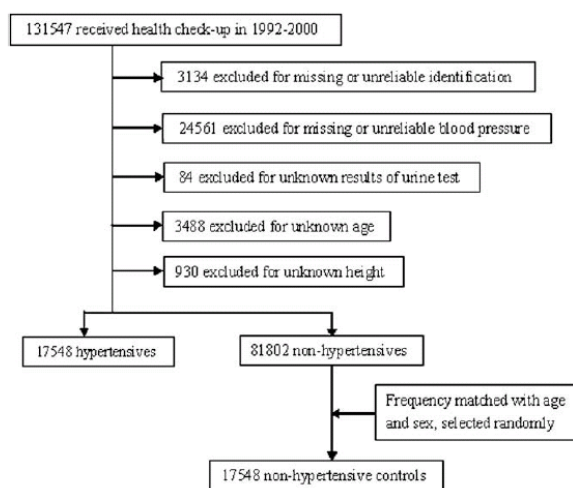 131547 received health check-up in 1992-2000
3134 excluded for missing or unreliable identification
24561 excluded for missing or unreliable blood pressure
84 excluded for unknown results of urine test
3488 excluded for unknown age
930 excluded for unknown height
17548 hypertensives
81802 non-hypertensives
Frequency matched with age
and sex, selected randomly
17548 non-hypertensive controls